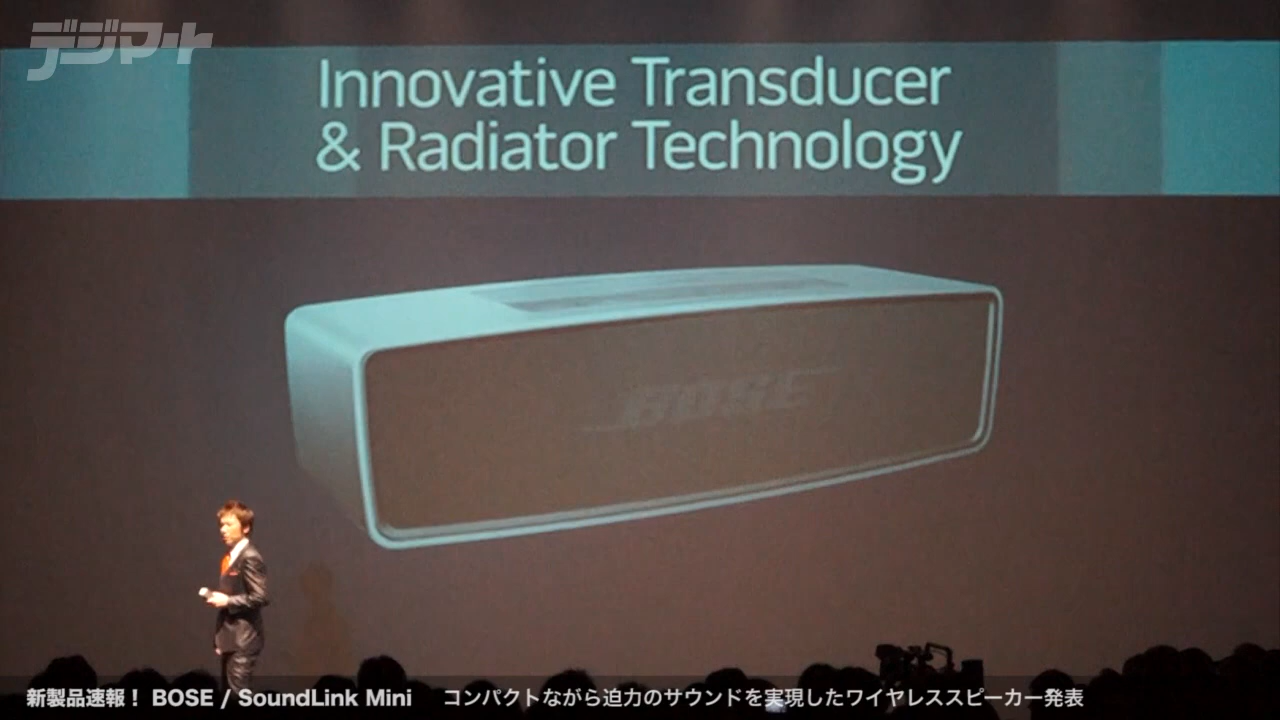 デジマート
Innovative Transducer
& Radiator Technology
BOSE
新製品速報！ BOSE / SoundLink Mini コンパクトながら迫力のサウンドを実現したワイヤレススピーカー発表